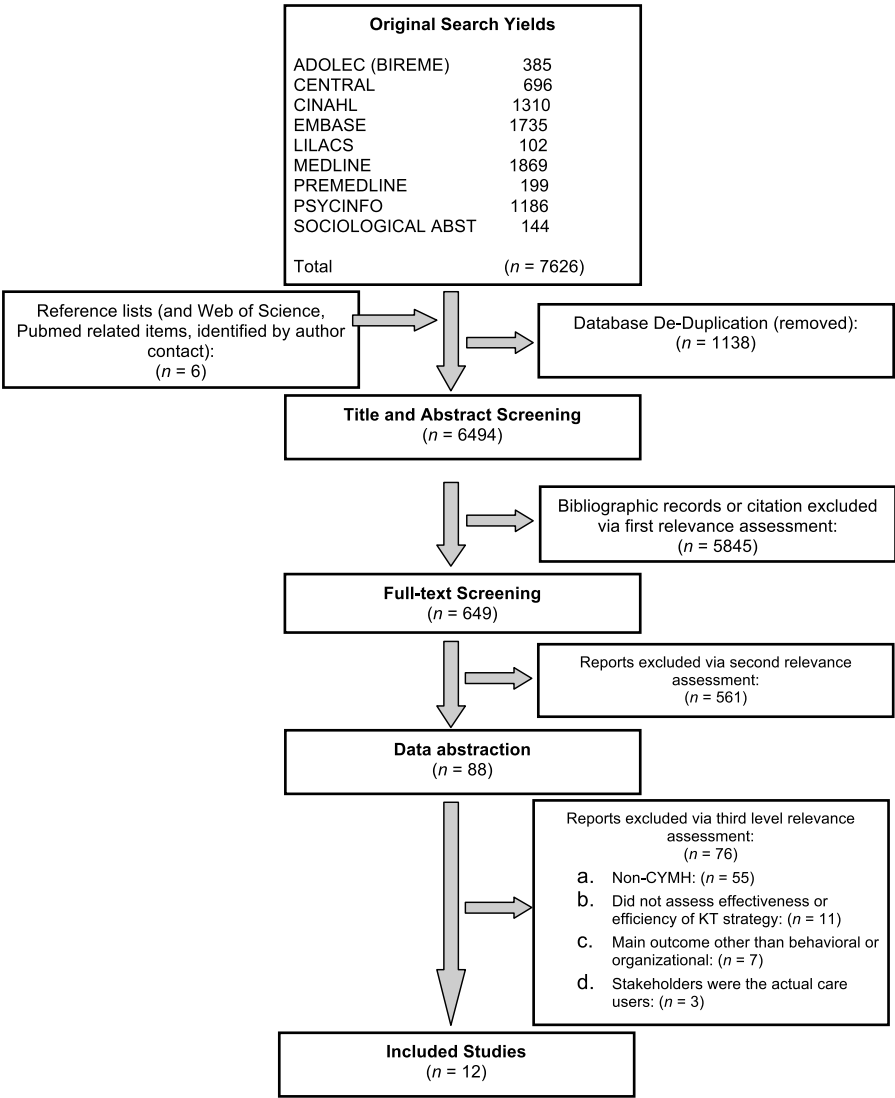 Original Search Yields
ADOLEC (BIREME) 385
CENTRAL 696
CINAHL 1310
EMBASE 1735
LILACS 102
MEDLINE 1869
PREMEDLINE 199
PSYCINFO 1186
SOCIOLOGICAL ABST 144
Total (n = 7626)
Reference lists (and Web of Science,
Pubmed related items, identified by author
contact):
(n = 6)
Database De-Duplication (removed):
(n = 1138)
Title and Abstract Screening
(n = 6494)
Bibliographic records or citation excluded
via first relevance assessment:
(n = 5845)
Full-text Screening
(n = 649)
Reports excluded via second relevance
assessment:
(n = 561)
Data abstraction
(n = 88)
Reports excluded via third level relevance
assessment:
(n = 76)
a. Non-CYMH: (n = 55)
b. Did not assess effectiveness or
efficiency of KT strategy: (n = 11)
c. Main outcome other than behavioral or
organizational: (n = 7)
d. Stakeholders were the actual care
users: (n = 3)
Included Studies
(n = 12)